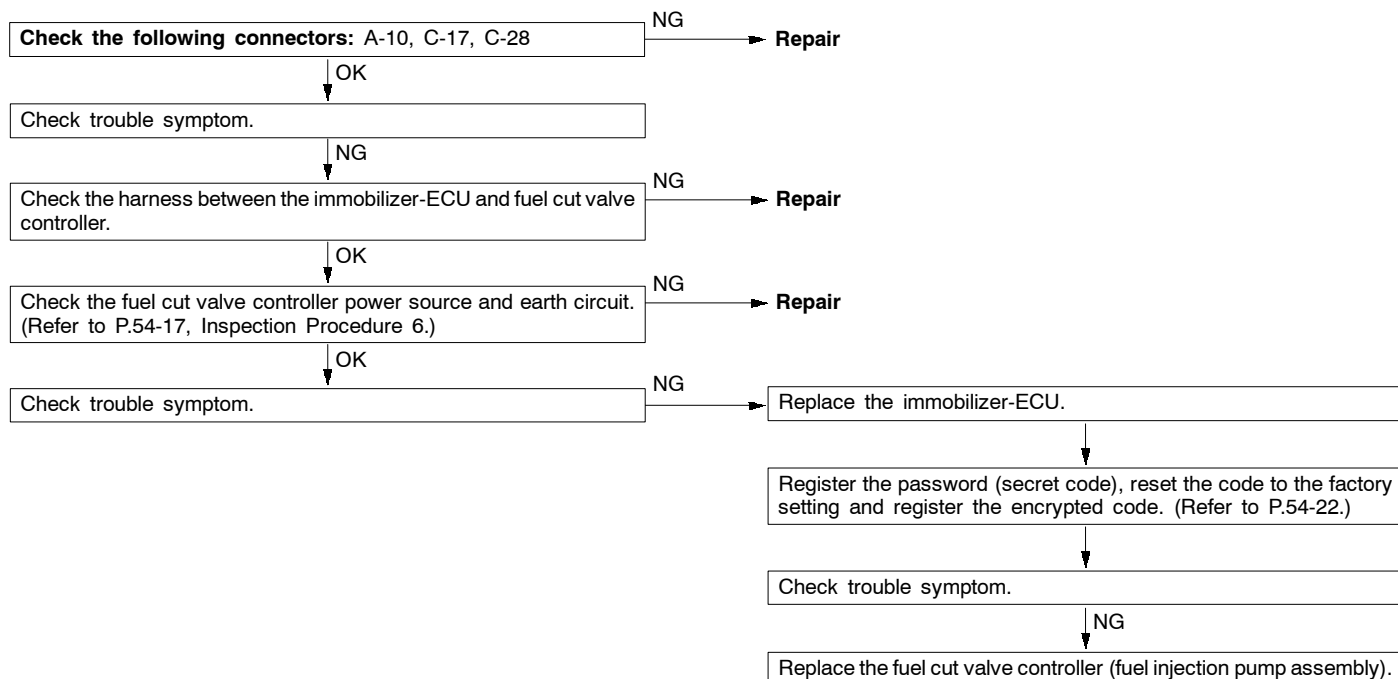 Check the following connectors: A-10, C-17, C-28
NG
Repair
OK
Check trouble symptom.
NG
Check the harness between the immobilizer-ECU and fuel cut valve
controller.
NG
Repair
OK
Check the fuel cut valve controller power source and earth circuit.
(Refer to P.54-17, Inspection Procedure 6.)
NG
Repair
OK
Check trouble symptom.
NG
Replace the immobilizer-ECU.
Register the password (secret code), reset the code to the factory
setting and register the encrypted code. (Refer to P.54-22.)
Check trouble symptom.
NG
Replace the fuel cut valve controller (fuel injection pump assembly).